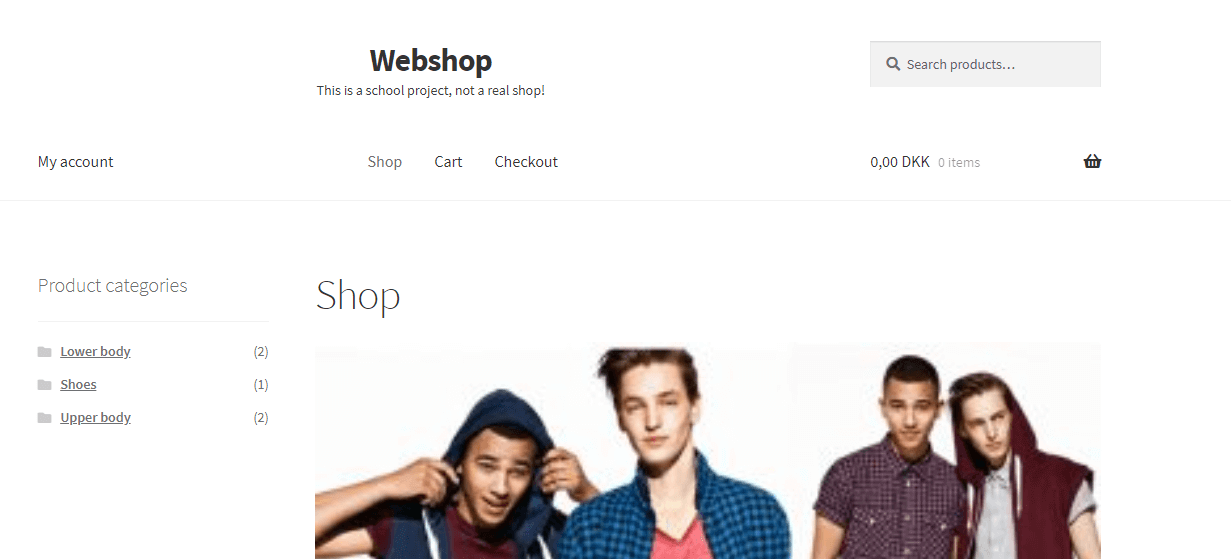 Webshop
This is a school project, not a real shop!
Search products…
My account
Shop
Cart
Checkout
0,00 DKK 0 items
Product categories
Lower body (2)
Shoes (1)
Upper body (2)
Shop